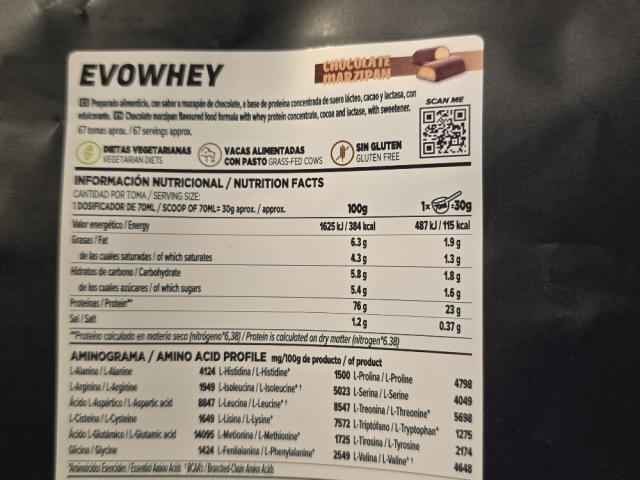 EVOWHEY
CHOCOLATE
MARZIPAN
ES Preparado alimenticio, con sabor a mazapán de chocolate, a base de proteína concentrada de suero lácteo, cacao y lactasa, con
edulcorante. EN Chocolate marzipan flavoured food formula with whey protein concentrate, cocoa and lactase, with sweetener.
67 tomas aprox. / 67 servings approx.
SCAN ME
DIETAS VEGETARIANAS
VEGETARIAN DIETS
VACAS ALIMENTADAS
CON PASTO GRASS-FED COWS
SIN GLUTEN
GLUTEN FREE
INFORMACIÓN NUTRICIONAL / NUTRITION FACTS
CANTIDAD POR TOMA / SERVING SIZE:
1 DOSIFICADOR DE 70ML / SCOOP OF 70ML= 30g aprox. / approx. 100g 1x 70ml =30g
Valor energético / Energy 1625 kJ / 384 kcal 487 kJ / 115 kcal
Grasas / Fat 6.3 g 1.9 g
de las cuales saturadas / of which saturates 4.3 g 1.3 g
Hidratos de carbono / Carbohydrate 5.8 g 1.8 g
de los cuales azúcares / of which sugars 5.4 g 1.6 g
Proteínas / Protein** 76 g 23 g
Sal / Salt 1.2 g 0.37 g
**Proteína calculada en materia seca (nitrógeno*6,38) / Protein is calculated on dry matter (nitrogen*6.38)
AMINOGRAMA / AMINO ACID PROFILE mg/100g de producto / of product
L-Alanina / L-Alanine 4124 L-Histidina / L-Histidine* 1500 L-Prolina / L-Proline 4798
L-Arginina / L-Arginine 1949 L-Isoleucina / L-Isoleucine* † 5023 L-Serina / L-Serine 4049
Ácido L-Aspártico / L-Aspartic acid 8847 L-Leucina / L-Leucine* † 8547 L-Treonina / L-Threonine* 5698
L-Cisteína / L-Cysteine 1649 L-Lisina / L-Lysine* 7572 L-Triptófano / L-Tryptophan* 1275
Ácido L-Glutámico / L-Glutamic acid 14095 L-Metionina / L-Methionine* 1725 L-Tirosina / L-Tyrosine 2174
Glicina / Glycine 1424 L-Fenilalanina / L-Phenylalanine* 2549 L-Valina / L-Valine* † 4648
*Aminoácidos Esenciales / Essential Amino Acids †BCAA's / Branched-Chain Amino Acids